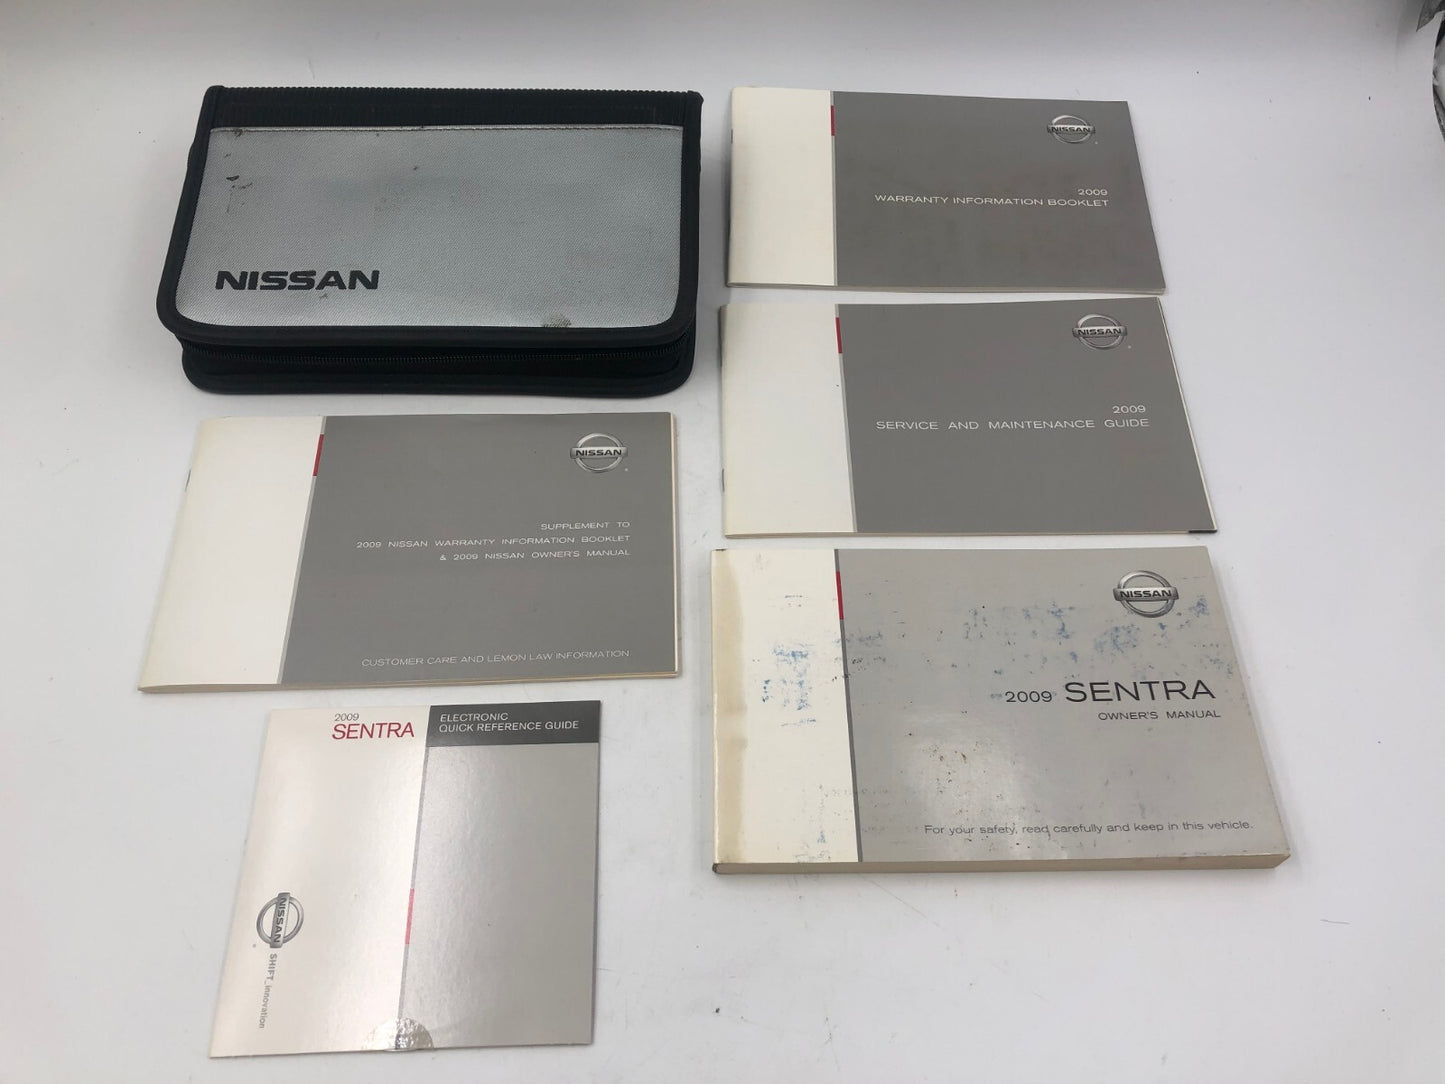 NISSAN
NISSAN
2009
WARRANTY INFORMATION BOOKLET
NISSAN
2009
SERVICE AND MAINTENANCE GUIDE
NISSAN
SUPPLEMENT TO
2009 NISSAN WARRANTY INFORMATION BOOKLET
& 2009 NISSAN OWNER'S MANUAL
CUSTOMER CARE AND LEMON LAW INFORMATION
NISSAN
2009 SENTRA
OWNER'S MANUAL
For your safety, read carefully and keep in this vehicle.
2009
SENTRA
ELECTRONIC
QUICK REFERENCE GUIDE
NISSAN
SHIFT_innovation